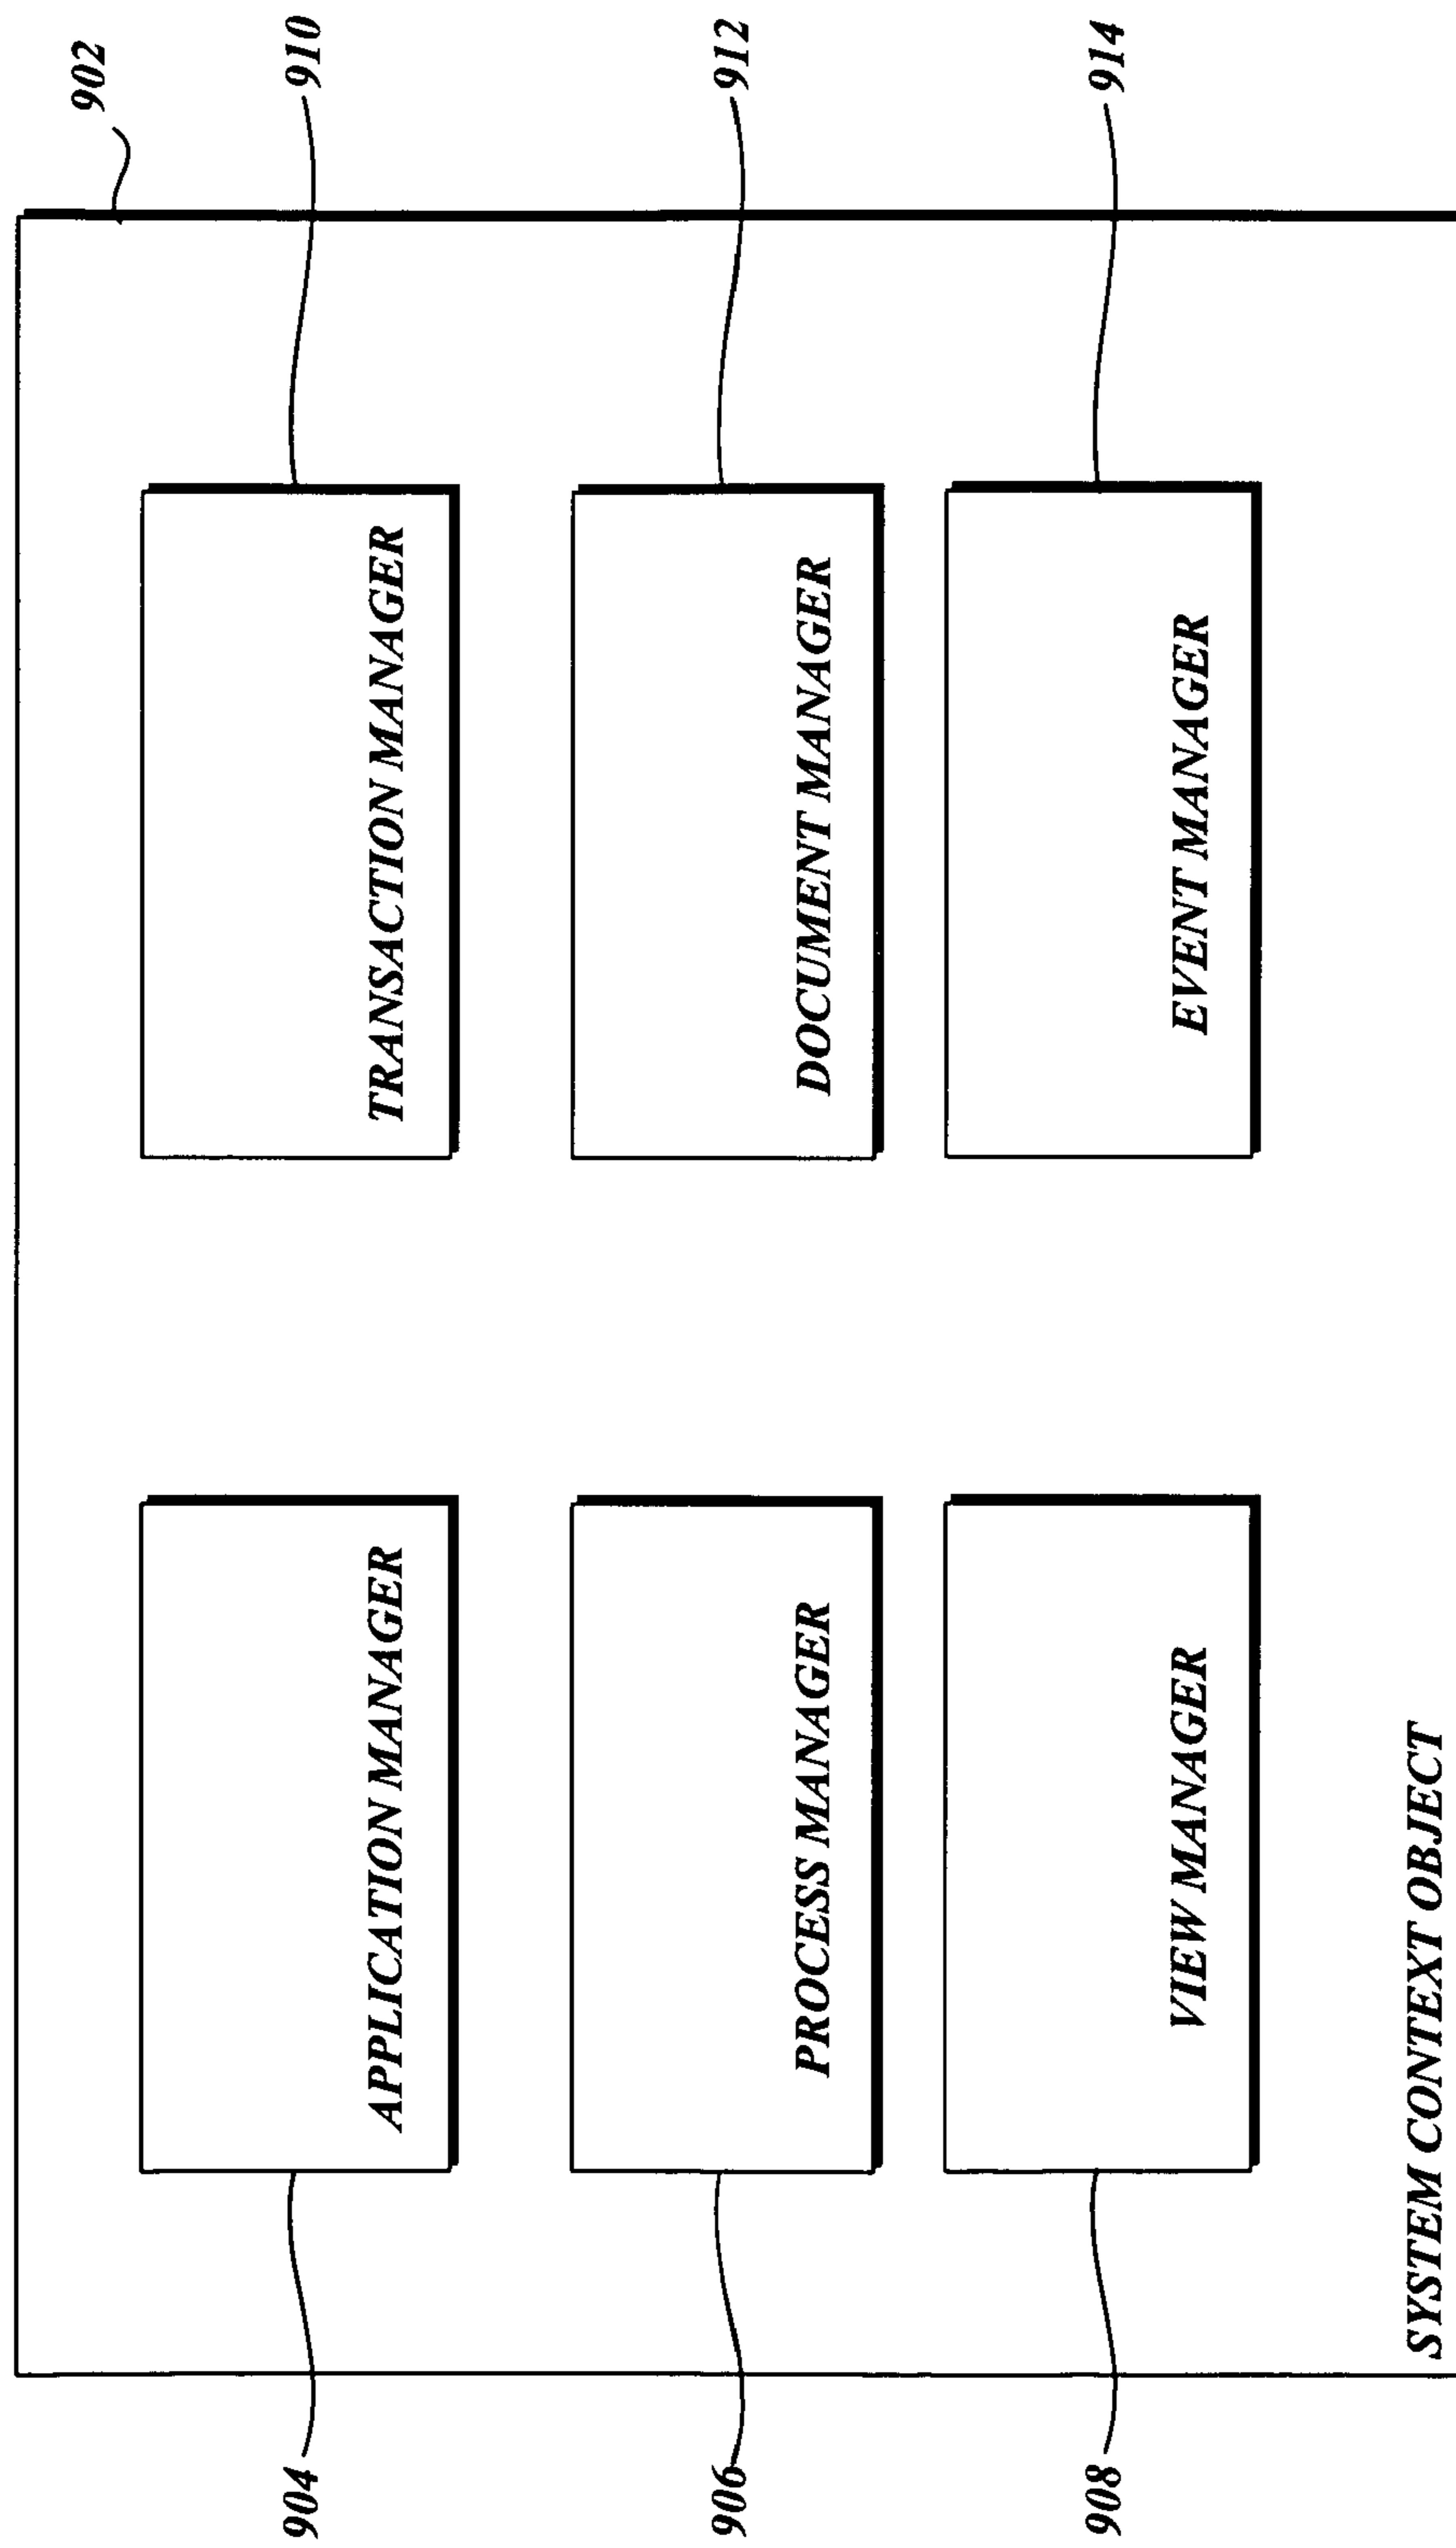 902
904
APPLICATION MANAGER
TRANSACTION MANAGER
910
906
PROCESS MANAGER
DOCUMENT MANAGER
912
908
VIEW MANAGER
EVENT MANAGER
914
SYSTEM CONTEXT OBJECT